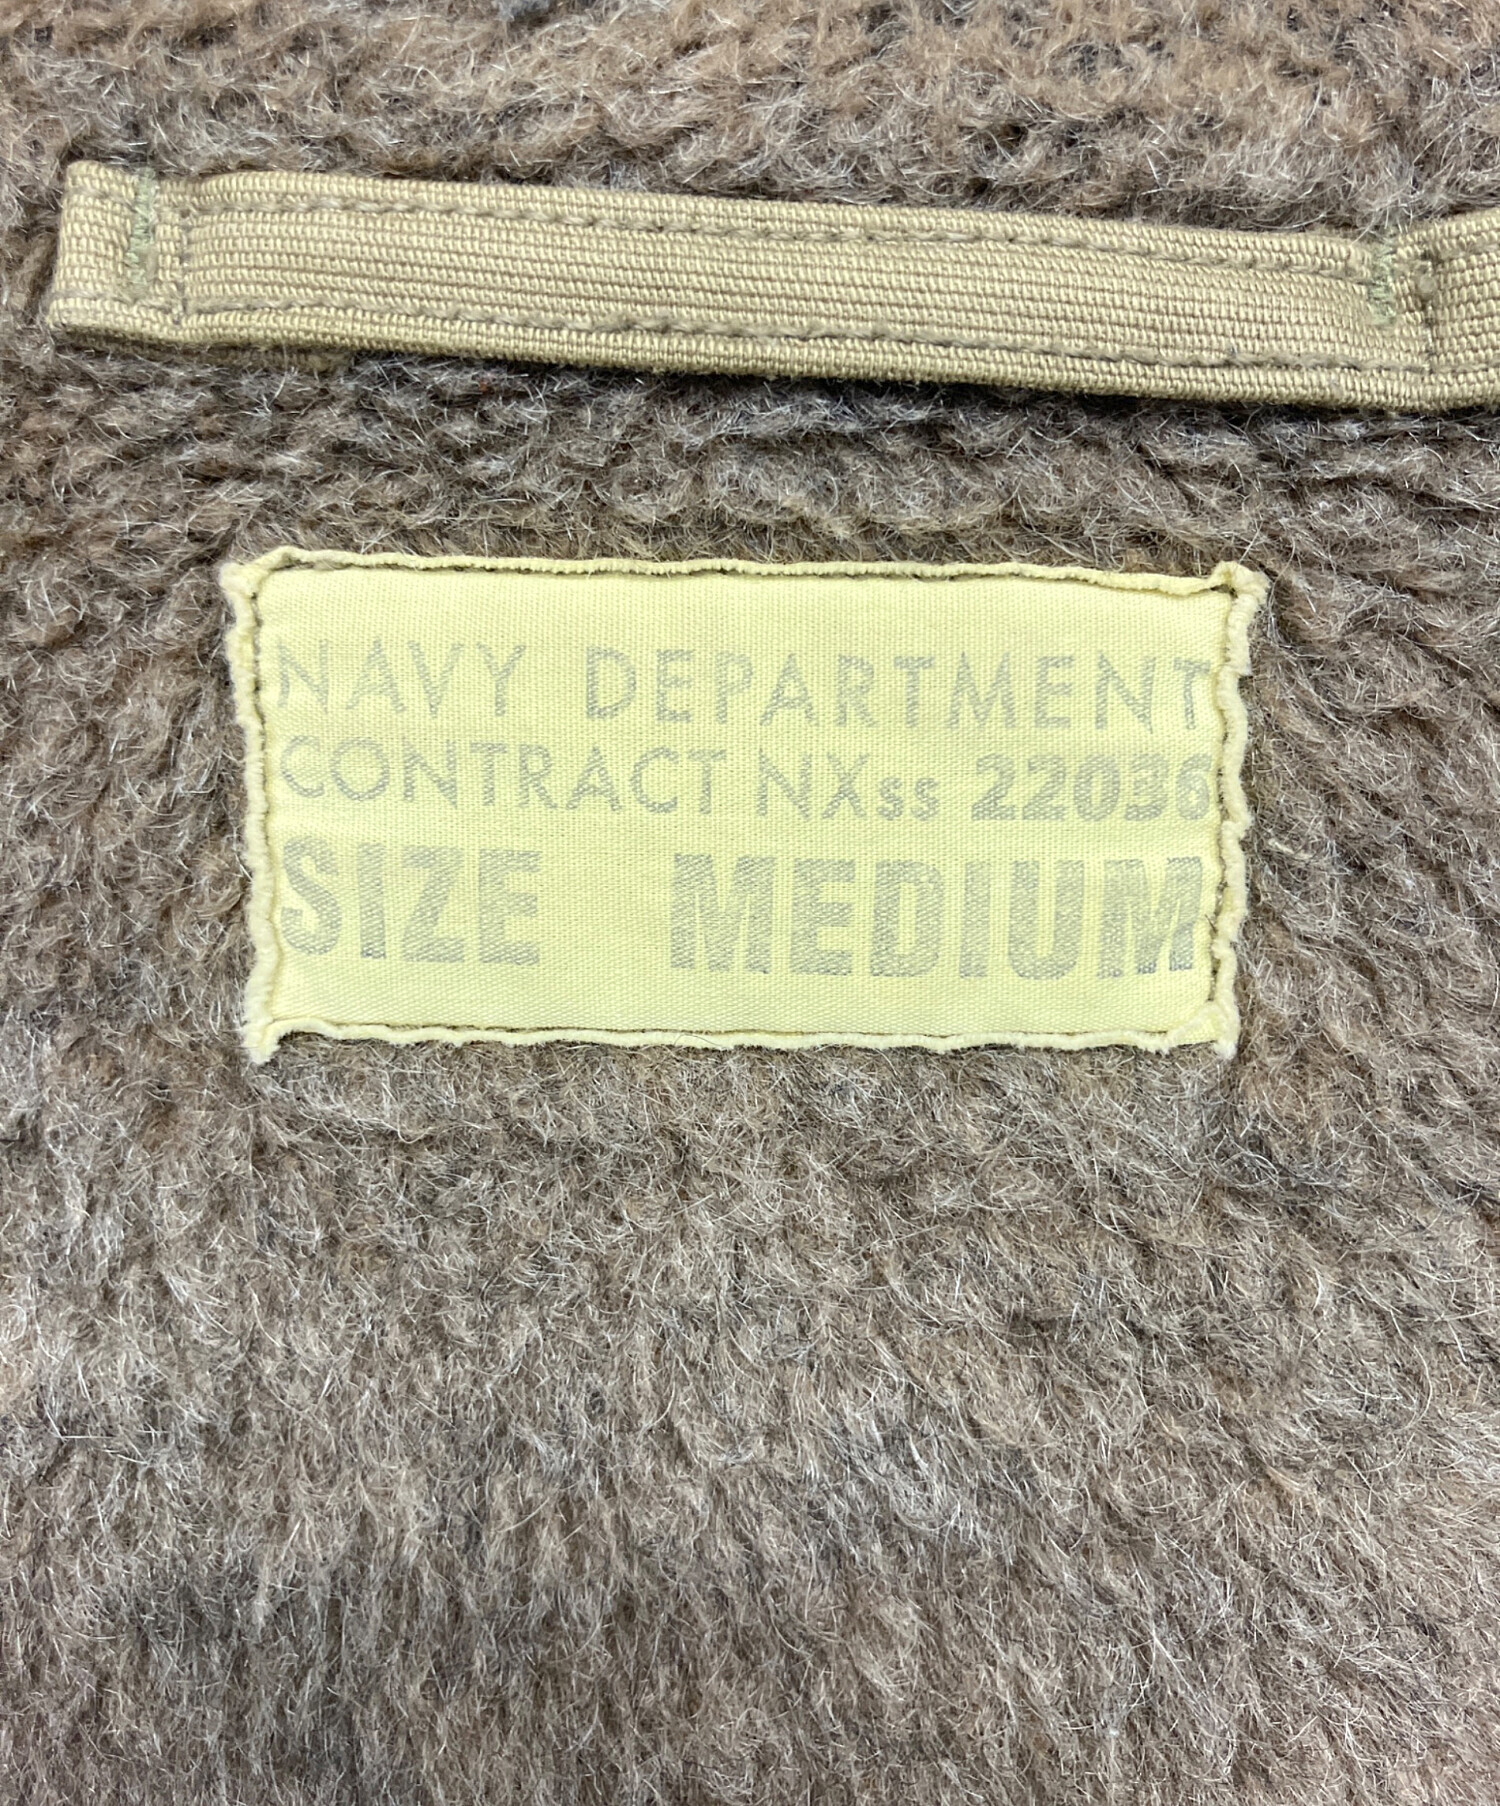 NAVY DEPARTMENT
CONTRACT NXss 22036
SIZE MEDIUM